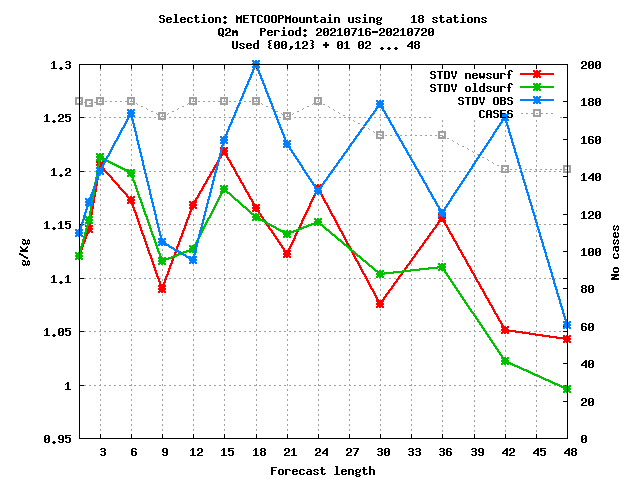 Selection: METCOOPMountain using    18 stations
Q2m   Period: 20210716-20210720
Used {00,12} + 01 02 ... 48
STDV newsurf
STDV oldsurf
STDV OBS
CASES
1.3
1.25
1.2
1.15
1.1
1.05
1
0.95
g/Kg
200
180
160
140
120
100
80
60
40
20
0
No cases
3 6 9 12 15 18 21 24 27 30 33 36 39 42 45 48
Forecast length